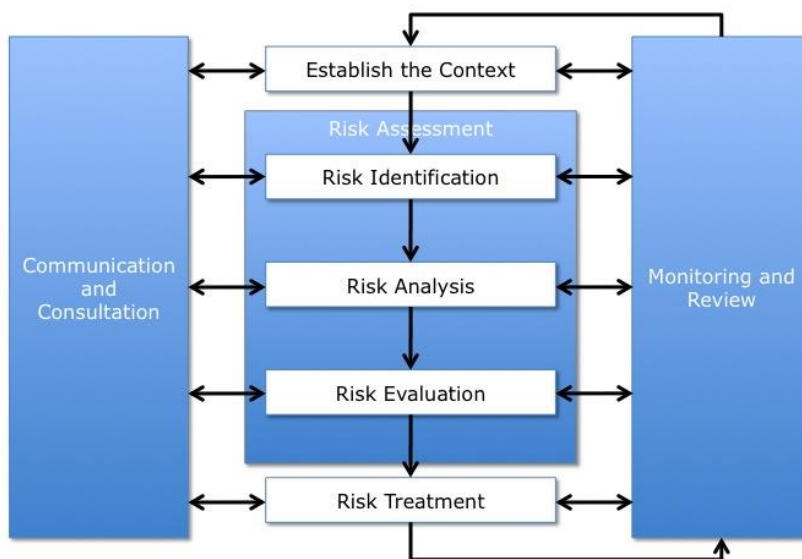 Establish the Context
Risk Assessment
Risk Identification
Communication
and
Consultation
Risk Analysis
Monitoring and
Review
Risk Evaluation
Risk Treatment